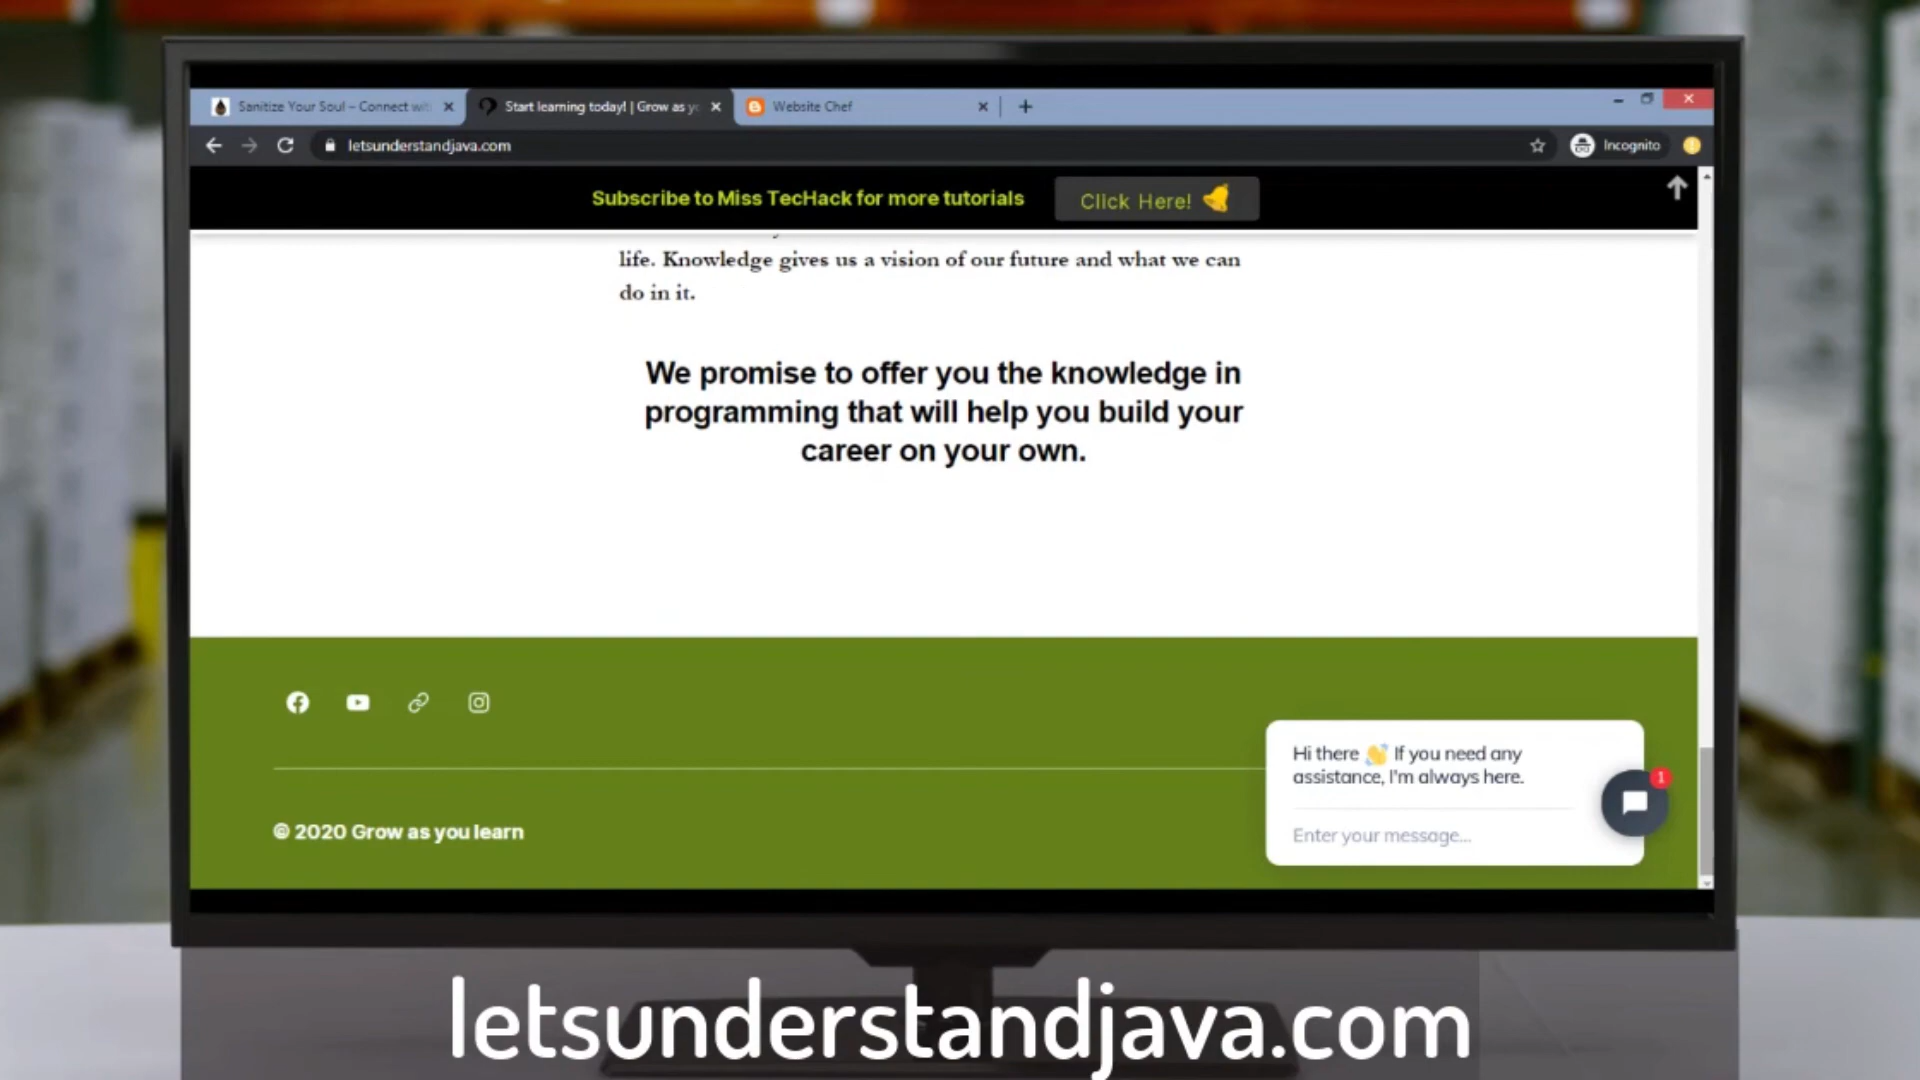 Sanitize Your Soul – Connect wit
Start learning today! | Grow as yo
Website Chef
letsunderstandjava.com
Incognito
Subscribe to Miss TecHack for more tutorials
Click Here!
life. Knowledge gives us a vision of our future and what we can
do in it.
We promise to offer you the knowledge in
programming that will help you build your
career on your own.
Hi there 👋 If you need any
assistance, I'm always here.
1
Enter your message...
© 2020 Grow as you learn
letsunderstandjava.com